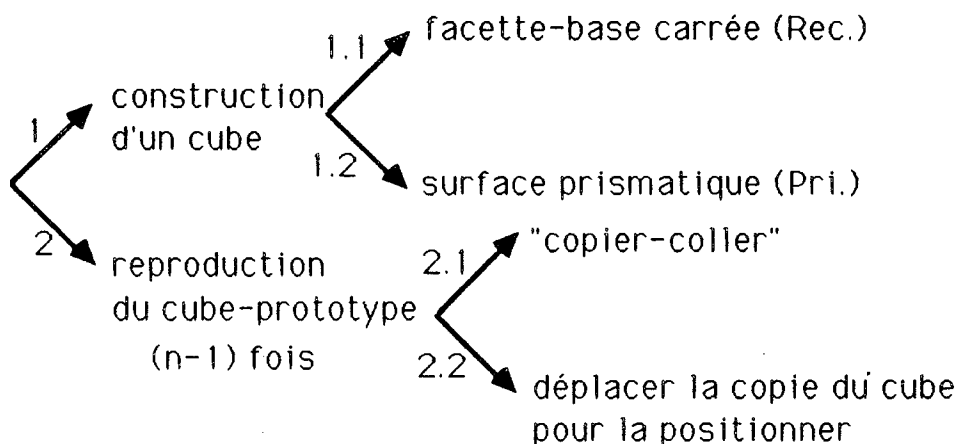 1.1
facette-base carrée (Rec.)
1
construction
d'un cube
1.2
surface prismatique (Pri.)
2
reproduction
du cube-prototype
(n-1) fois
2.1
"copier-coller"
2.2
déplacer la copie du cube
pour la positionner